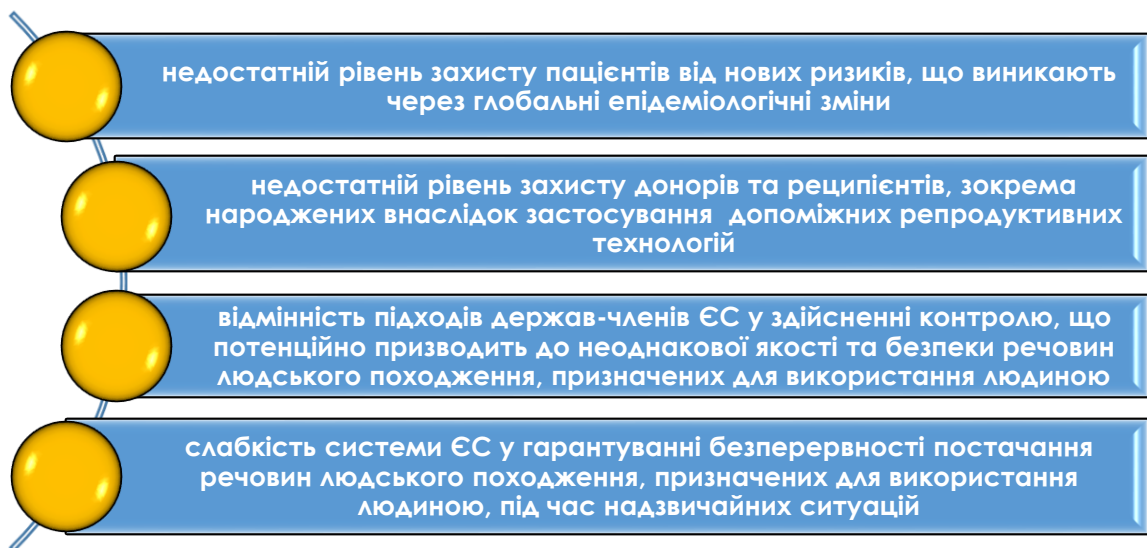 недостатній рівень захисту пацієнтів від нових ризиків, що виникають
через глобальні епідеміологічні зміни
недостатній рівень захисту донорів та реципієнтів, зокрема
народжених внаслідок застосування допоміжних репродуктивних
технологій
відмінність підходів держав-членів ЄС у здійсненні контролю, що
потенційно призводить до неоднакової якості та безпеки речовин
людського походження, призначених для використання людиною
слабкість системи ЄС у гарантуванні безперервності постачання
речовин людського походження, призначених для використання
людиною, під час надзвичайних ситуацій